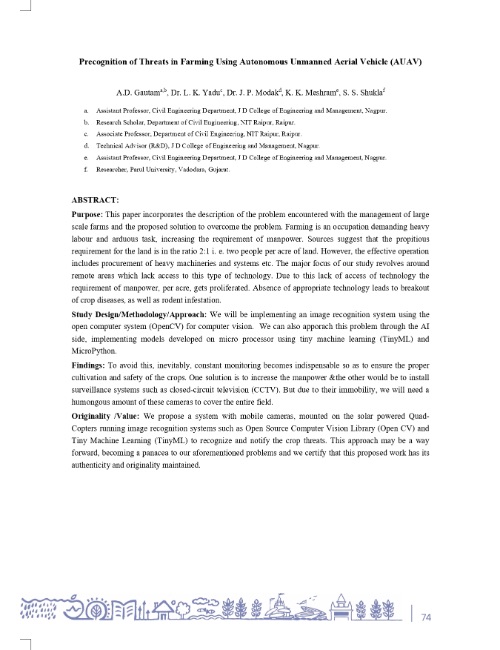 Precognition of Threats in Farming Using Autonomous Unmanned Aerial Vehicle (AUAV)
A.D. Gautam a,b, Dr. L. K. Yadu c, Dr. J. P. Modak d, K. K. Meshram e, S. S. Shukla f
a. Assistant Professor, Civil Engineering Department, J D College of Engineering and Management, Nagpur.
b. Research Scholar, Department of Civil Engineering, NIT Raipur, Raipur.
c. Associate Professor, Department of Civil Engineering, NIT Raipur, Raipur.
d. Technical Advisor (R&D), J D College of Engineering and Management, Nagpur
e. Assistant Professor, Civil Engineering Department, J D College of Engineering and Management, Nagpur.
f. Researcher, Parul University, Vadodara, Gujarat.
ABSTRACT:
Purpose: This paper incorporates the description of the problem encountered with the management of large
scale farms and the proposed solution to overcome the problem. Farming is an occupation demanding heavy
labour and arduous task, increasing the requirement of manpower. Sources suggest that the propitious
requirement for the land is in the ratio 2:1 i. e. two people per acre of land. However, the effective operation
includes procurement of heavy machineries and systems etc. The major focus of our study revolves around
remote areas which lack access to this type of technology. Due to this lack of access of technology the
requirement of manpower, per acre, gets proliferated. Absence of appropriate technology leads to breakout
of crop diseases, as well as rodent infestation.
Study Design/Methodology/Approach: We will be implementing an image recognition system using the
open computer system (OpenCV) for computer vision. We can also apporach this problem through the AI
side, implementing models developed on micro processor using tiny machine learning (TinyML) and
MicroPython.
Findings: To avoid this, inevitably, constant monitoring becomes indispensable so as to ensure the proper
cultivation and safety of the crops. One solution is to increase the manpower &the other would be to install
surveillance systems such as closed-circuit television (CCTV). But due to their immobility, we will need a
humongous amount of these cameras to cover the entire field.
Originality /Value: We propose a system with mobile cameras, mounted on the solar powered Quad-
Copters running image recognition systems such as Open Source Computer Vision Library (Open CV) and
Tiny Machine Learning (TinyML) to recognize and notify the crop threats. This approach may be a way
forward, becoming a panacea to our aforementioned problems and we certify that this proposed work has its
authenticity and originality maintained.
74